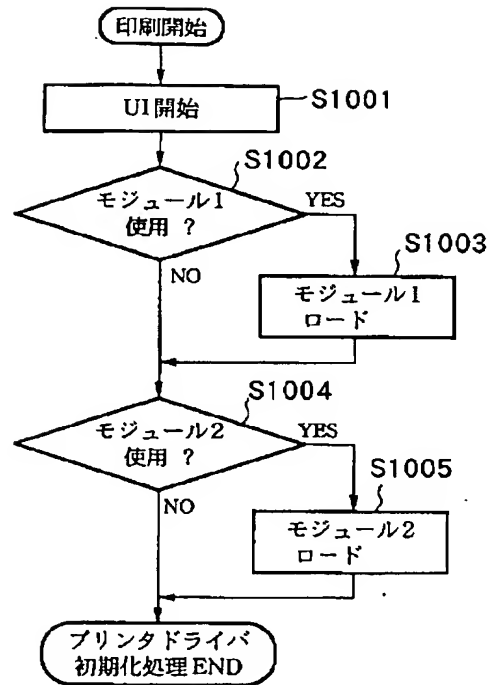 印刷開始
UI開始
S1001
S1002
モジュール1
使用 ?
YES
NO
S1003
モジュール1
ロード
S1004
モジュール2
使用 ?
YES
NO
S1005
モジュール2
ロード
プリンタドライバ
初期化処理END